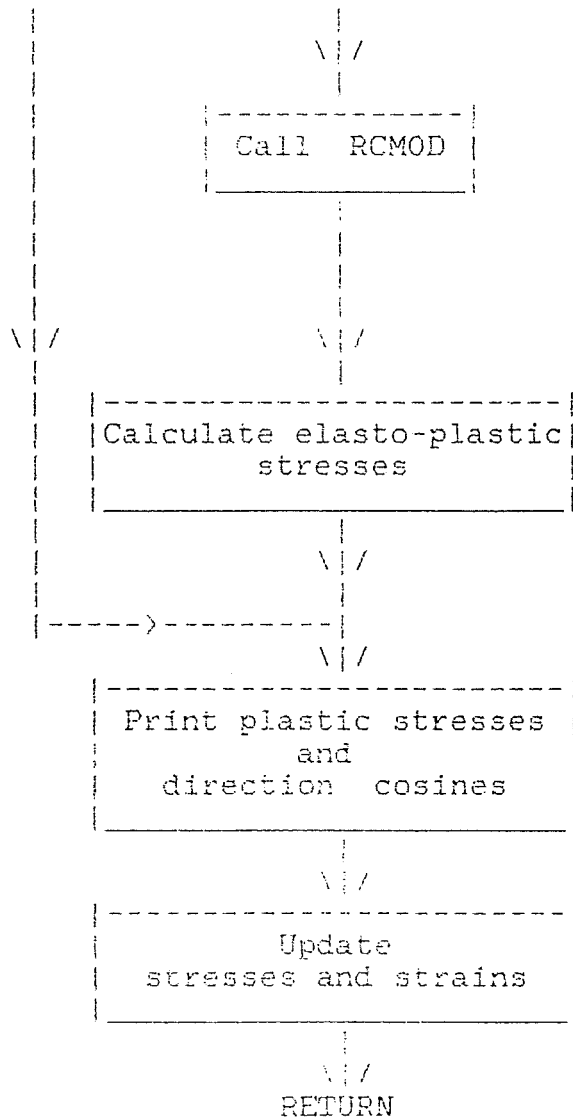 Call RCMOD
Calculate elasto-plastic
stresses
Print plastic stresses
and
direction cosines
Update
stresses and strains
RETURN